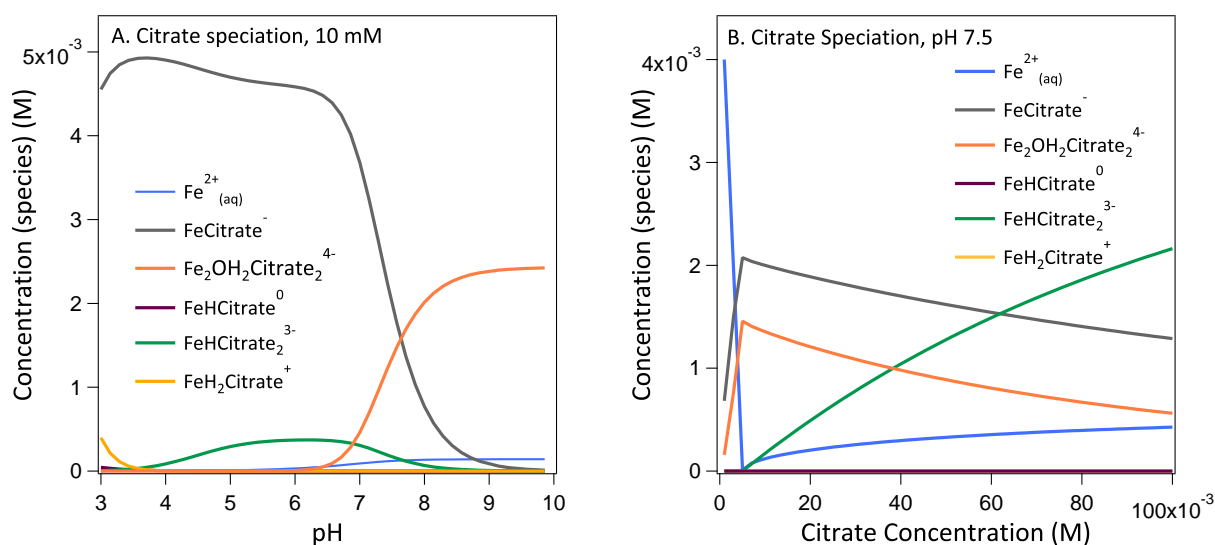 A. Citrate speciation, 10 mM
5x10⁻³
4
3
2
1
0
Concentration (species) (M)
Fe²⁺₍aq₎
FeCitrate⁻
Fe₂OH₂Citrate₂⁴⁻
FeHCitrate⁰
FeHCitrate₂³⁻
FeH₂Citrate⁺
3 4 5 6 7 8 9 10
pH
B. Citrate Speciation, pH 7.5
4x10⁻³
3
2
1
0
Concentration (species) (M)
Fe²⁺₍aq₎
FeCitrate⁻
Fe₂OH₂Citrate₂⁴⁻
FeHCitrate⁰
FeHCitrate₂³⁻
FeH₂Citrate⁺
0 20 40 60 80 100x10⁻³
Citrate Concentration (M)